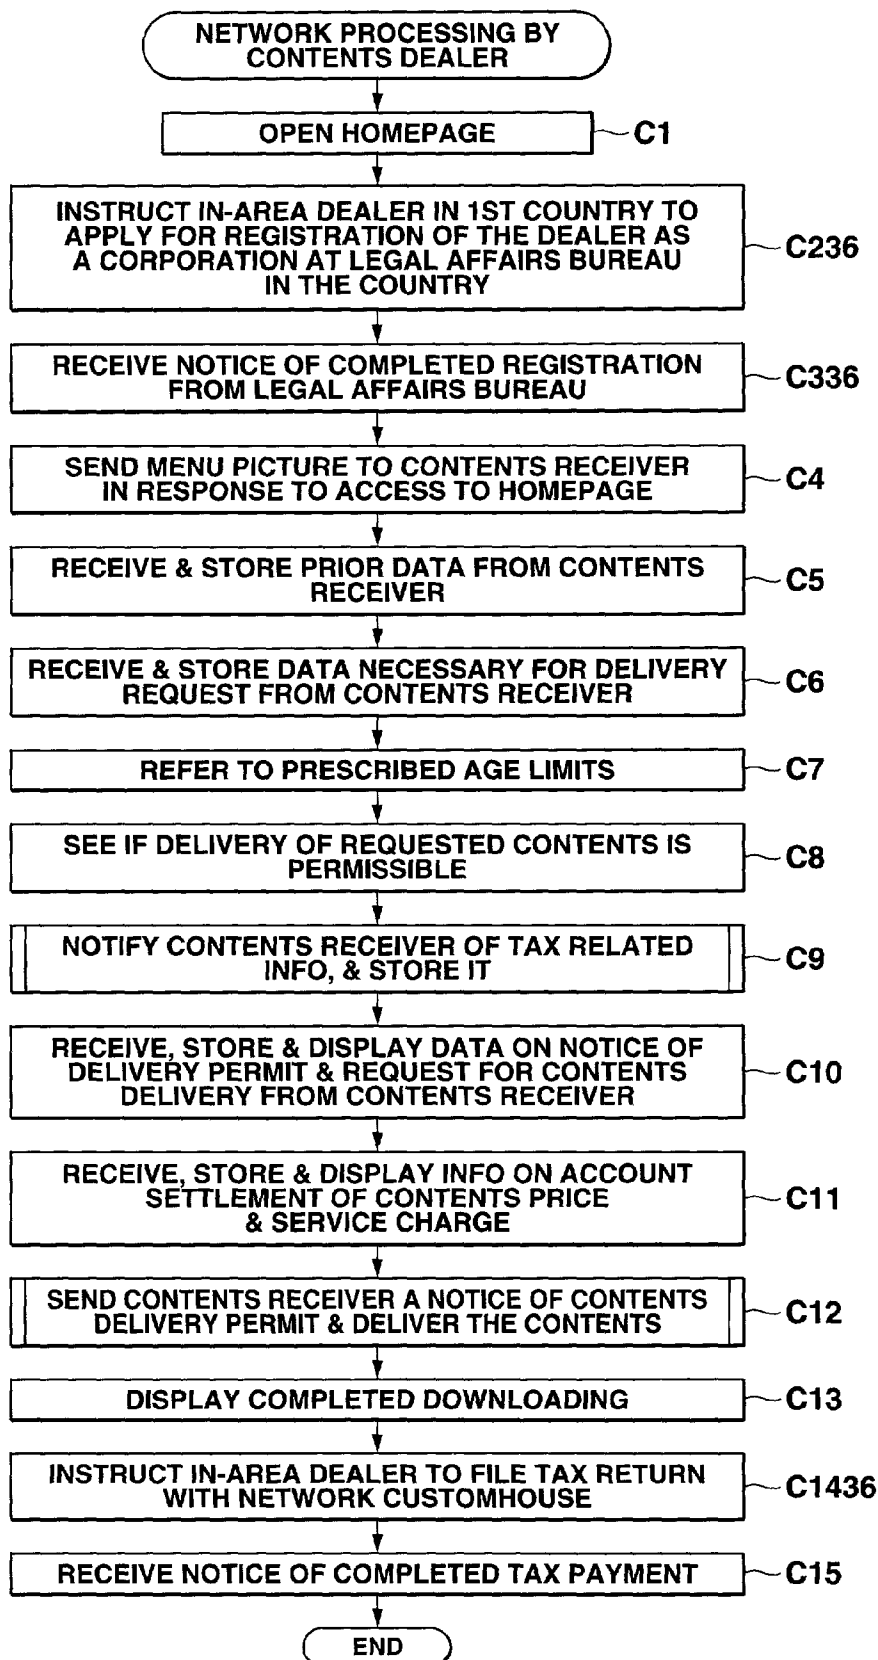 NETWORK PROCESSING BY
CONTENTS DEALER
OPEN HOMEPAGE
C1
INSTRUCT IN-AREA DEALER IN 1ST COUNTRY TO
APPLY FOR REGISTRATION OF THE DEALER AS
A CORPORATION AT LEGAL AFFAIRS BUREAU
IN THE COUNTRY
C236
RECEIVE NOTICE OF COMPLETED REGISTRATION
FROM LEGAL AFFAIRS BUREAU
C336
SEND MENU PICTURE TO CONTENTS RECEIVER
IN RESPONSE TO ACCESS TO HOMEPAGE
C4
RECEIVE & STORE PRIOR DATA FROM CONTENTS
RECEIVER
C5
RECEIVE & STORE DATA NECESSARY FOR DELIVERY
REQUEST FROM CONTENTS RECEIVER
C6
REFER TO PRESCRIBED AGE LIMITS
C7
SEE IF DELIVERY OF REQUESTED CONTENTS IS
PERMISSIBLE
C8
NOTIFY CONTENTS RECEIVER OF TAX RELATED
INFO, & STORE IT
C9
RECEIVE, STORE & DISPLAY DATA ON NOTICE OF
DELIVERY PERMIT & REQUEST FOR CONTENTS
DELIVERY FROM CONTENTS RECEIVER
C10
RECEIVE, STORE & DISPLAY INFO ON ACCOUNT
SETTLEMENT OF CONTENTS PRICE
& SERVICE CHARGE
C11
SEND CONTENTS RECEIVER A NOTICE OF CONTENTS
DELIVERY PERMIT & DELIVER THE CONTENTS
C12
DISPLAY COMPLETED DOWNLOADING
C13
INSTRUCT IN-AREA DEALER TO FILE TAX RETURN
WITH NETWORK CUSTOMHOUSE
C1436
RECEIVE NOTICE OF COMPLETED TAX PAYMENT
C15
END